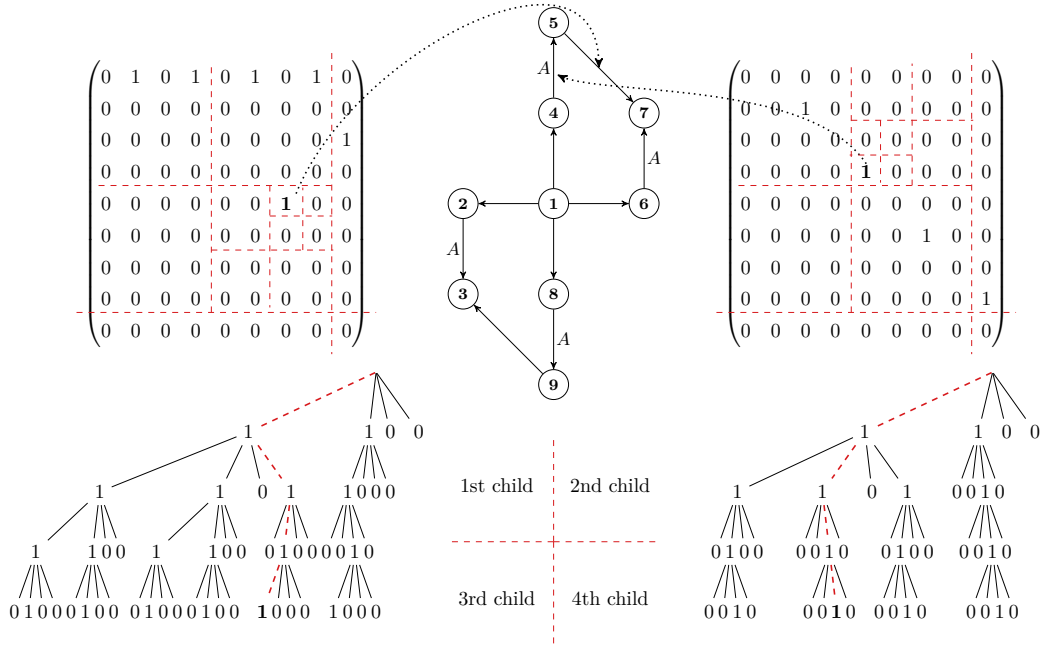 0 1 0 1 0 1 0 1 0
0 0 0 0 0 0 0 0 0
0 0 0 0 0 0 0 0 1
0 0 0 0 0 0 0 0 0
0 0 0 0 0 0 1 0 0
0 0 0 0 0 0 0 0 0
0 0 0 0 0 0 0 0 0
0 0 0 0 0 0 0 0 0
0 0 0 0 0 0 0 0 0
5
A
4
7
A
2
1
6
A
3
8
A
9
0 0 0 0 0 0 0 0 0
0 0 1 0 0 0 0 0 0
0 0 0 0 0 0 0 0 0
0 0 0 0 1 0 0 0 0
0 0 0 0 0 0 0 0 0
0 0 0 0 0 0 1 0 0
0 0 0 0 0 0 0 0 0
0 0 0 0 0 0 0 0 1
0 0 0 0 0 0 0 0 0
1 1 0 0
1 1 0 1 1 0 0 0
1 1 0 0 1 1 0 0 0 1 0 0 0 0 1 0
0 1 0 0 0 1 0 0 0 1 0 0 0 1 0 0 1 0 0 0 1 0 0 0
1st child
2nd child
3rd child
4th child
1 1 0 0
1 1 0 1 0 0 1 0
0 1 0 0 0 0 1 0 0 1 0 0 0 0 1 0
0 0 1 0 0 0 1 0 0 0 1 0 0 0 1 0